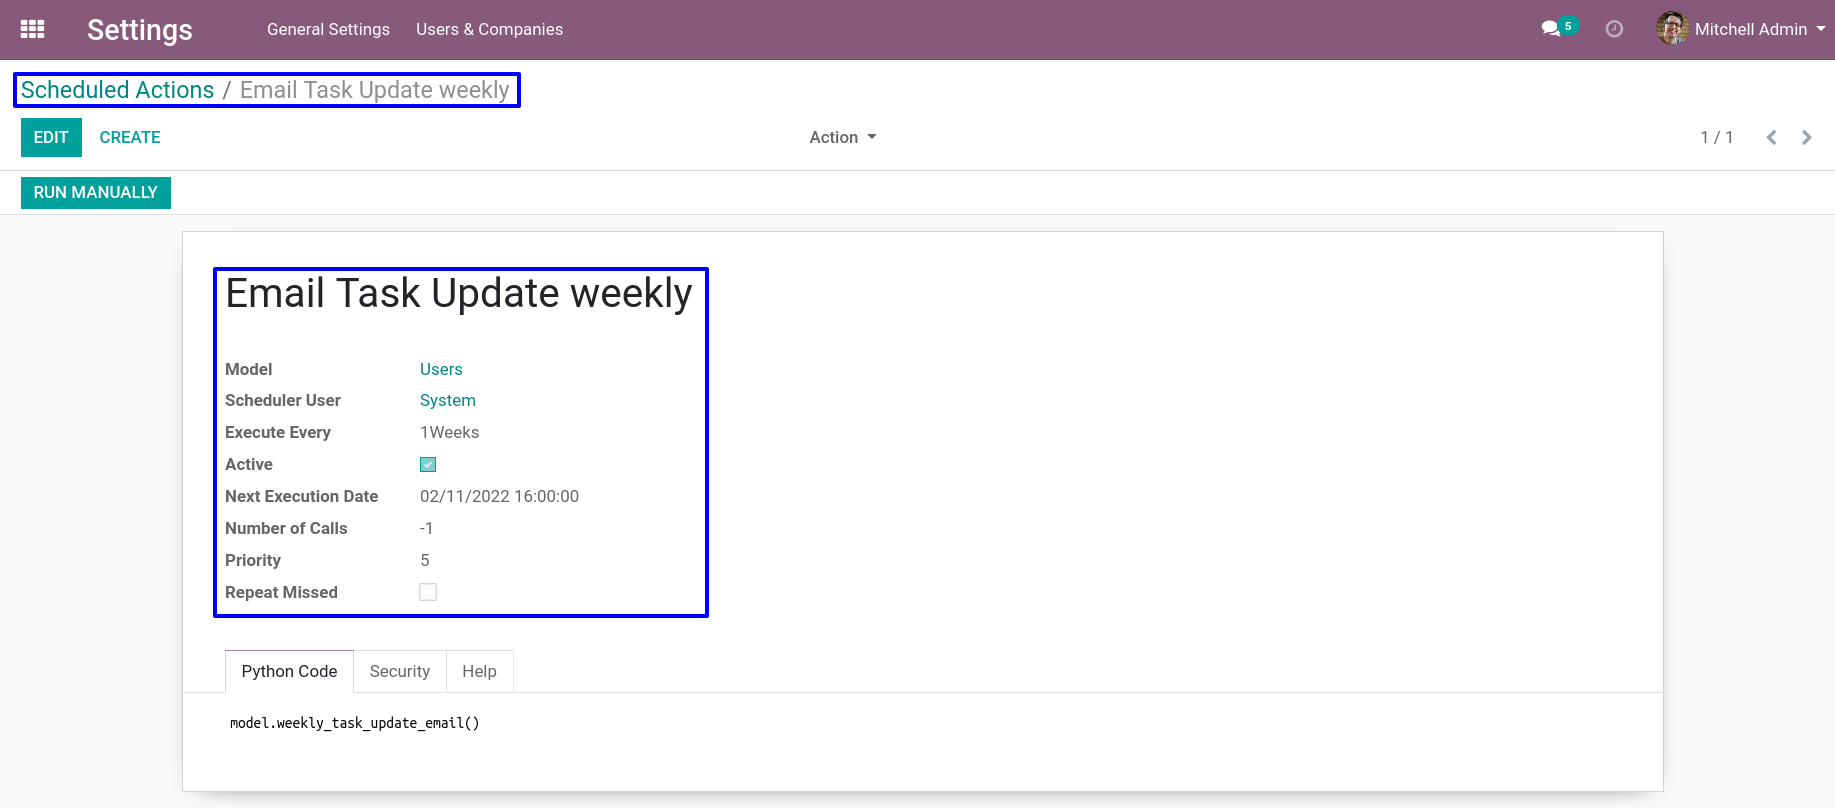 Settings General Settings Users & Companies 5 Mitchell Admin
Scheduled Actions / Email Task Update weekly
EDIT CREATE Action 1 / 1
RUN MANUALLY
Email Task Update weekly
Model Users
Scheduler User System
Execute Every 1Weeks
Active
Next Execution Date 02/11/2022 16:00:00
Number of Calls -1
Priority 5
Repeat Missed
Python Code Security Help
model.weekly_task_update_email()